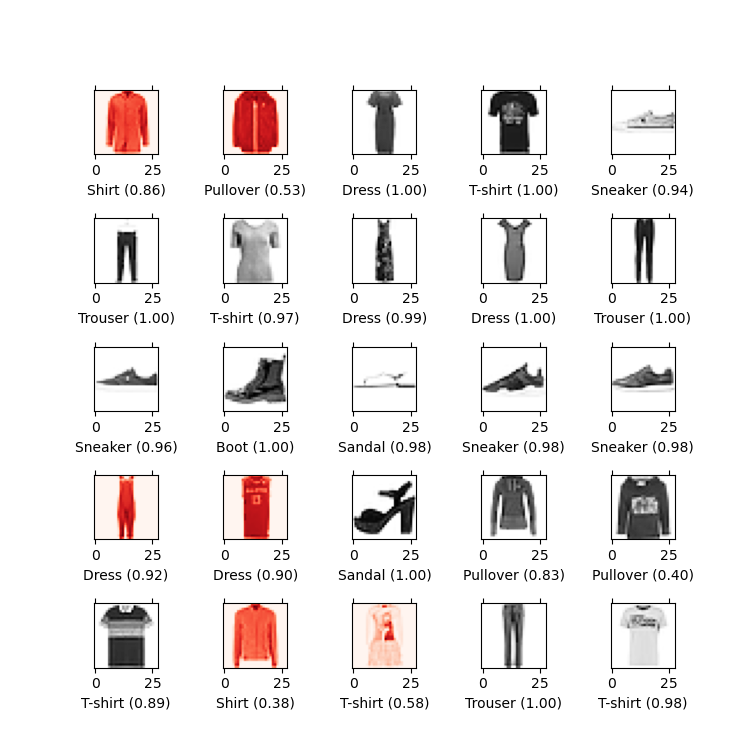 0 25 0 25 0 25 0 25 0 25
Shirt (0.86) Pullover (0.53) Dress (1.00) T-shirt (1.00) Sneaker (0.94)
0 25 0 25 0 25 0 25 0 25
Trouser (1.00) T-shirt (0.97) Dress (0.99) Dress (1.00) Trouser (1.00)
0 25 0 25 0 25 0 25 0 25
Sneaker (0.96) Boot (1.00) Sandal (0.98) Sneaker (0.98) Sneaker (0.98)
0 25 0 25 0 25 0 25 0 25
Dress (0.92) Dress (0.90) Sandal (1.00) Pullover (0.83) Pullover (0.40)
0 25 0 25 0 25 0 25 0 25
T-shirt (0.89) Shirt (0.38) T-shirt (0.58) Trouser (1.00) T-shirt (0.98)